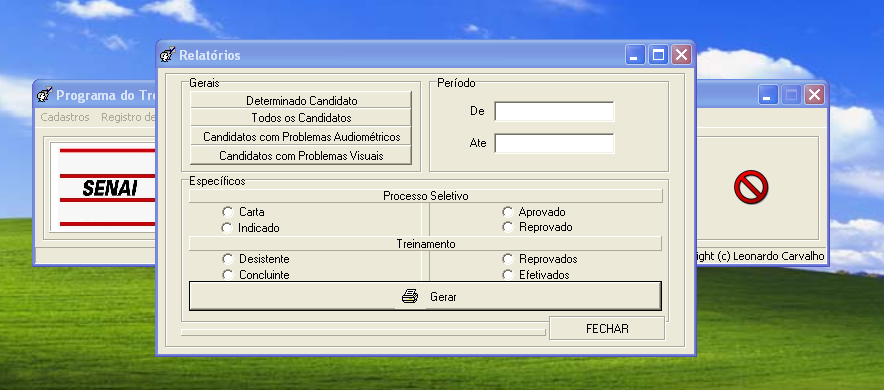 Relatórios
Programa do Tre
Cadastros Registro de
SENAI
Gerais
Determinado Candidato
Todos os Candidatos
Candidatos com Problemas Audiométricos
Candidatos com Problemas Visuais
Período
De
Ate
Específicos
Processo Seletivo
Carta
Aprovado
Indicado
Reprovado
Treinamento
Desistente
Reprovados
Concluinte
Efetivados
Gerar
FECHAR
ight (c) Leonardo Carvalho